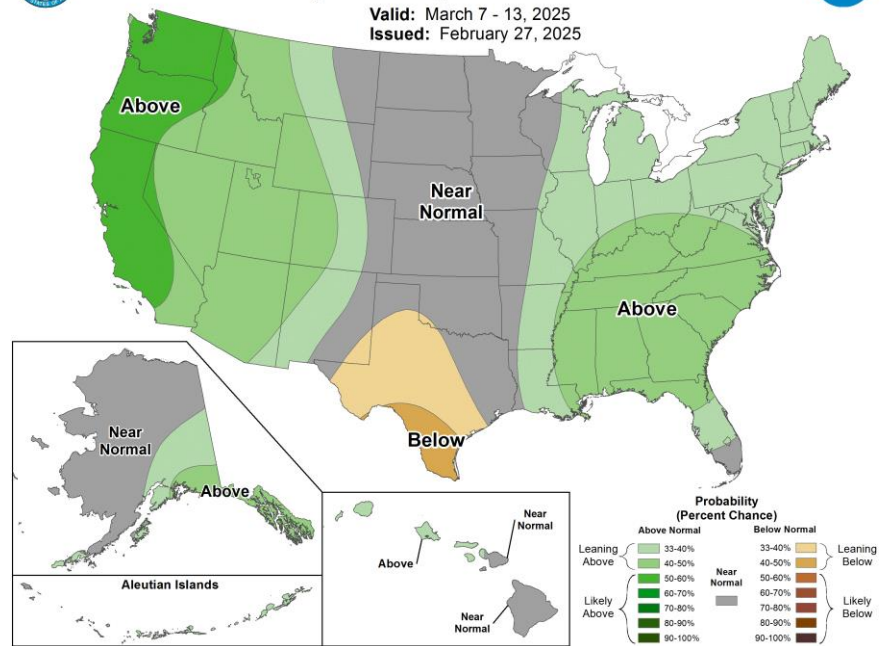 Valid: March 7 - 13, 2025
Issued: February 27, 2025
Above
Near
Normal
Above
Below
Near
Normal
Above
Aleutian Islands
Near
Normal
Above
Near
Normal
Probability
(Percent Chance)
Above Normal
Below Normal
Leaning
Above
33-40%
40-50%
Likely
Above
50-60%
60-70%
70-80%
80-90%
90-100%
Near
Normal
33-40%
40-50%
Leaning
Below
50-60%
60-70%
70-80%
80-90%
90-100%
Likely
Below